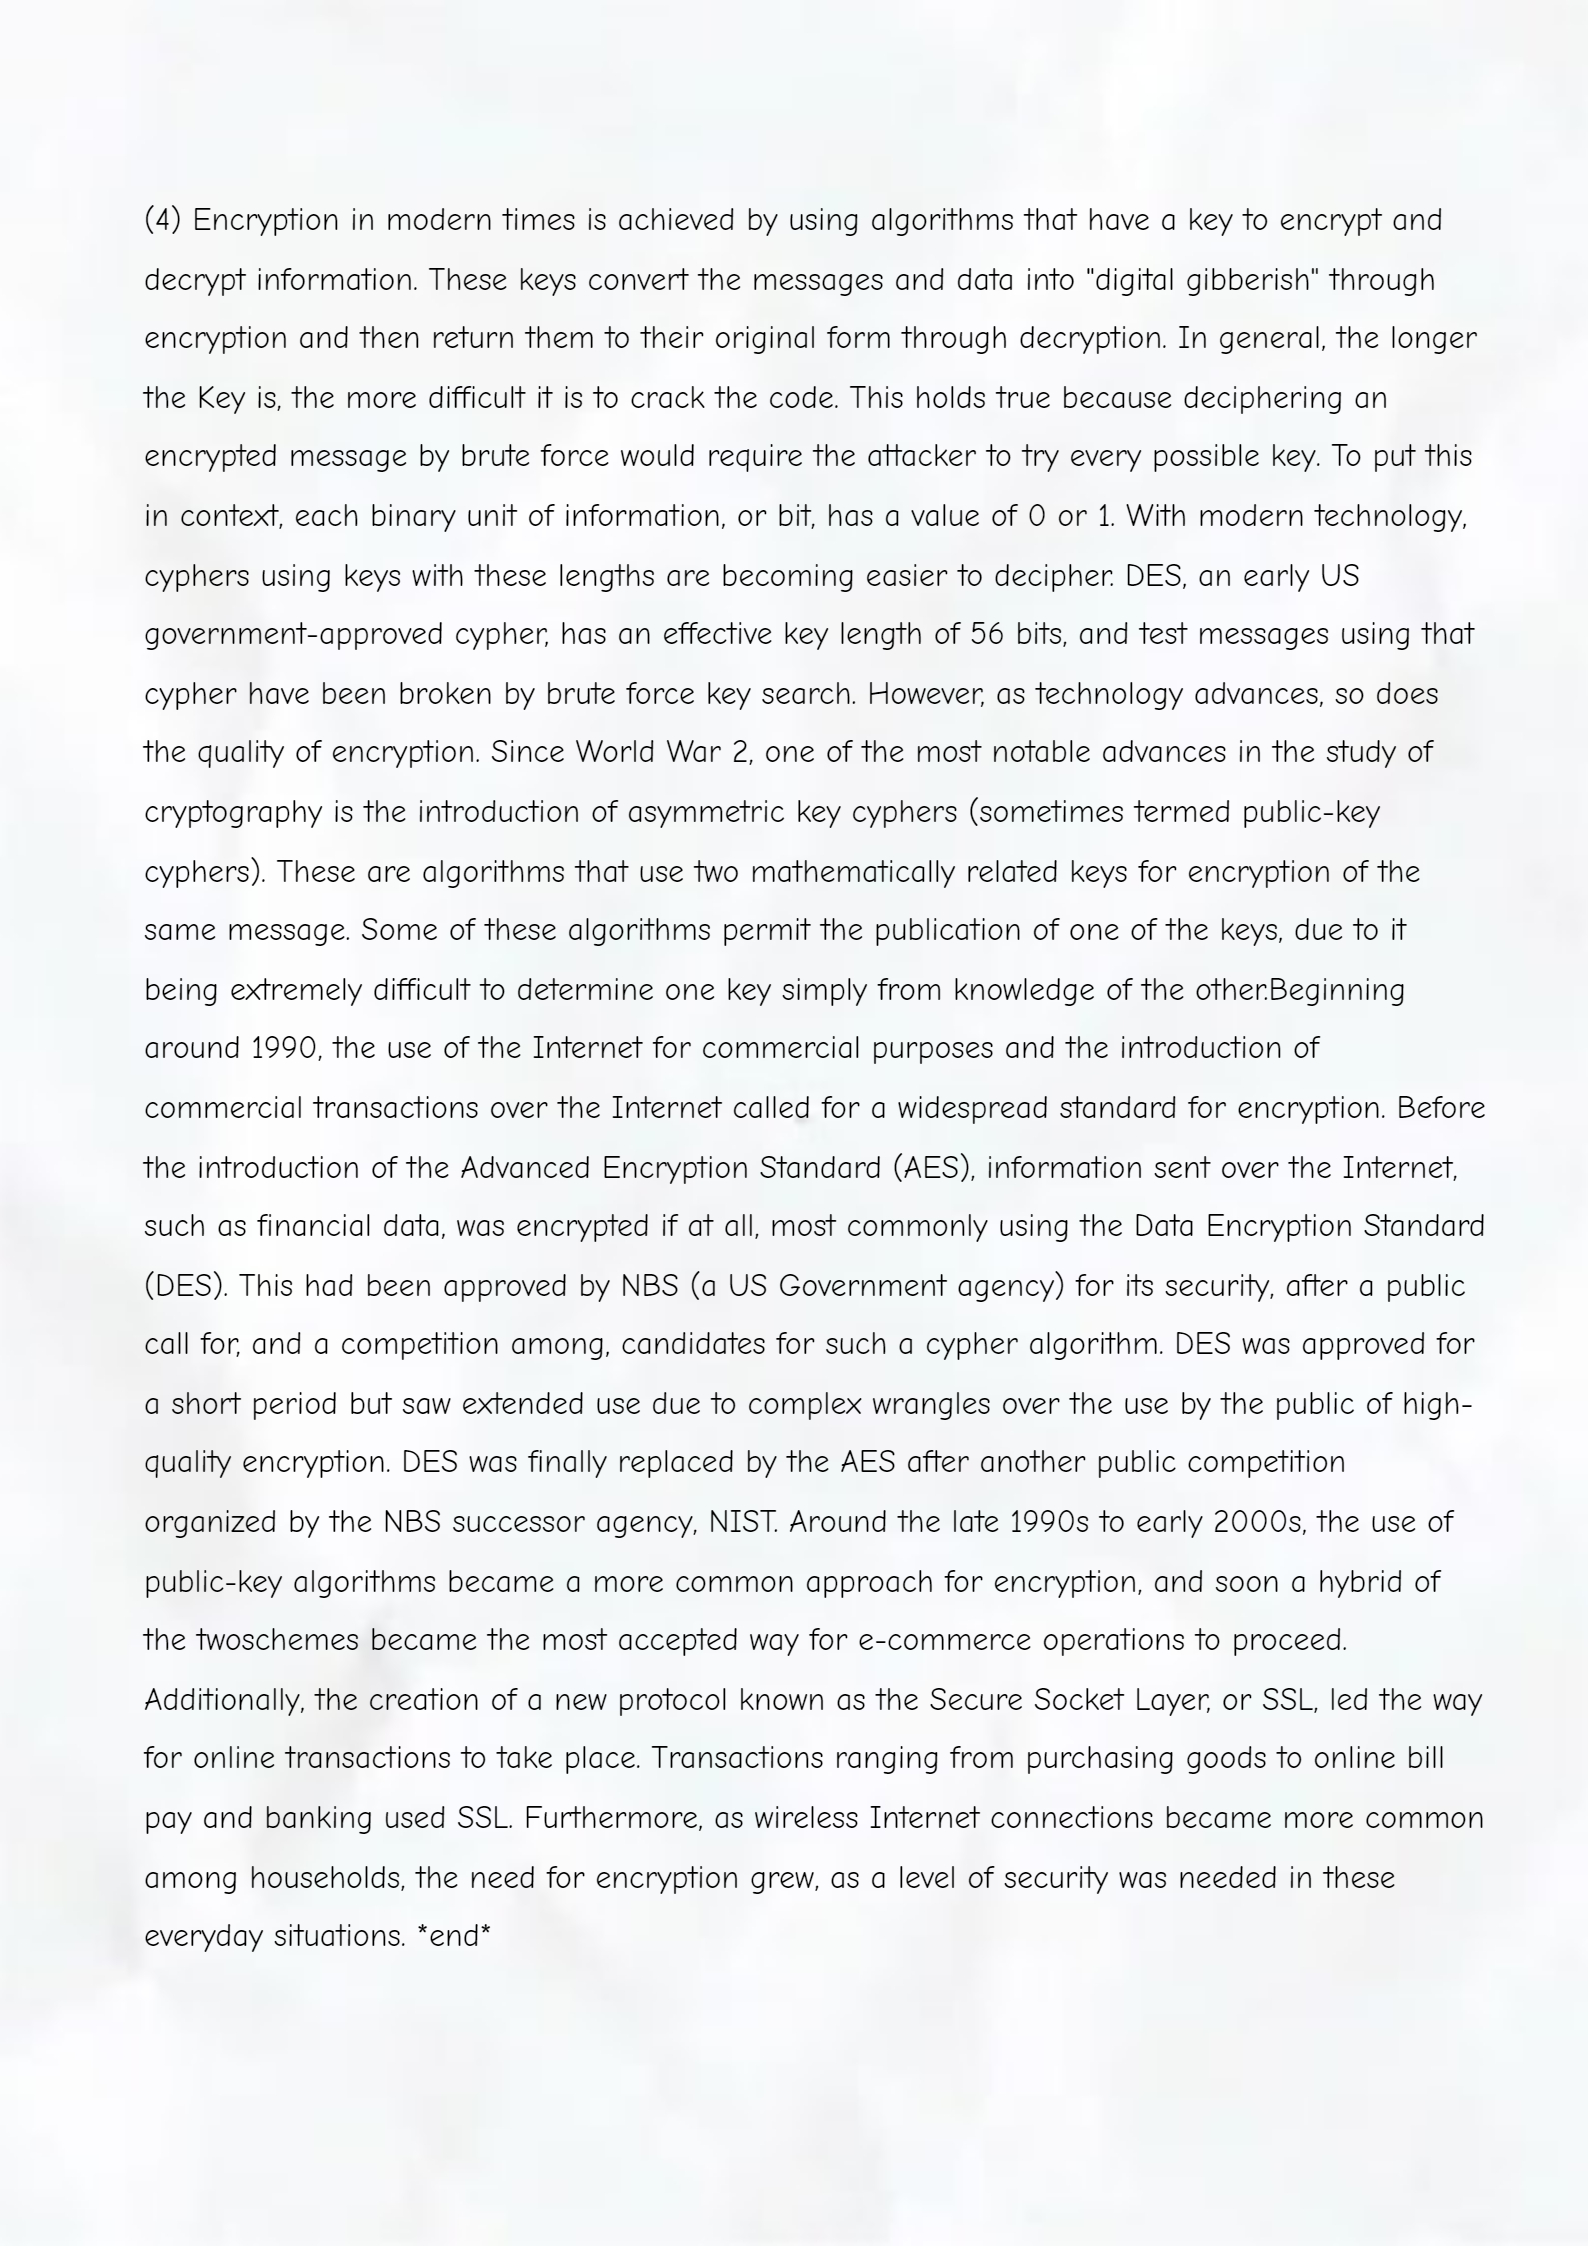 (4) Encryption in modern times is achieved by using algorithms that have a key to encrypt and
decrypt information. These keys convert the messages and data into "digital gibberish" through
encryption and then return them to their original form through decryption. In general, the longer
the Key is, the more difficult it is to crack the code. This holds true because deciphering an
encrypted message by brute force would require the attacker to try every possible key. To put this
in context, each binary unit of information, or bit, has a value of 0 or 1. With modern technology,
cyphers using keys with these lengths are becoming easier to decipher. DES, an early US
government-approved cypher, has an effective key length of 56 bits, and test messages using that
cypher have been broken by brute force key search. However, as technology advances, so does
the quality of encryption. Since World War 2, one of the most notable advances in the study of
cryptography is the introduction of asymmetric key cyphers (sometimes termed public-key
cyphers). These are algorithms that use two mathematically related keys for encryption of the
same message. Some of these algorithms permit the publication of one of the keys, due to it
being extremely difficult to determine one key simply from knowledge of the other.Beginning
around 1990, the use of the Internet for commercial purposes and the introduction of
commercial transactions over the Internet called for a widespread standard for encryption. Before
the introduction of the Advanced Encryption Standard (AES), information sent over the Internet,
such as financial data, was encrypted if at all, most commonly using the Data Encryption Standard
(DES). This had been approved by NBS (a US Government agency) for its security, after a public
call for, and a competition among, candidates for such a cypher algorithm. DES was approved for
a short period but saw extended use due to complex wrangles over the use by the public of high-
quality encryption. DES was finally replaced by the AES after another public competition
organized by the NBS successor agency, NIST. Around the late 1990s to early 2000s, the use of
public-key algorithms became a more common approach for encryption, and soon a hybrid of
the twoschemes became the most accepted way for e-commerce operations to proceed.
Additionally, the creation of a new protocol known as the Secure Socket Layer, or SSL, led the way
for online transactions to take place. Transactions ranging from purchasing goods to online bill
pay and banking used SSL. Furthermore, as wireless Internet connections became more common
among households, the need for encryption grew, as a level of security was needed in these
everyday situations. *end*